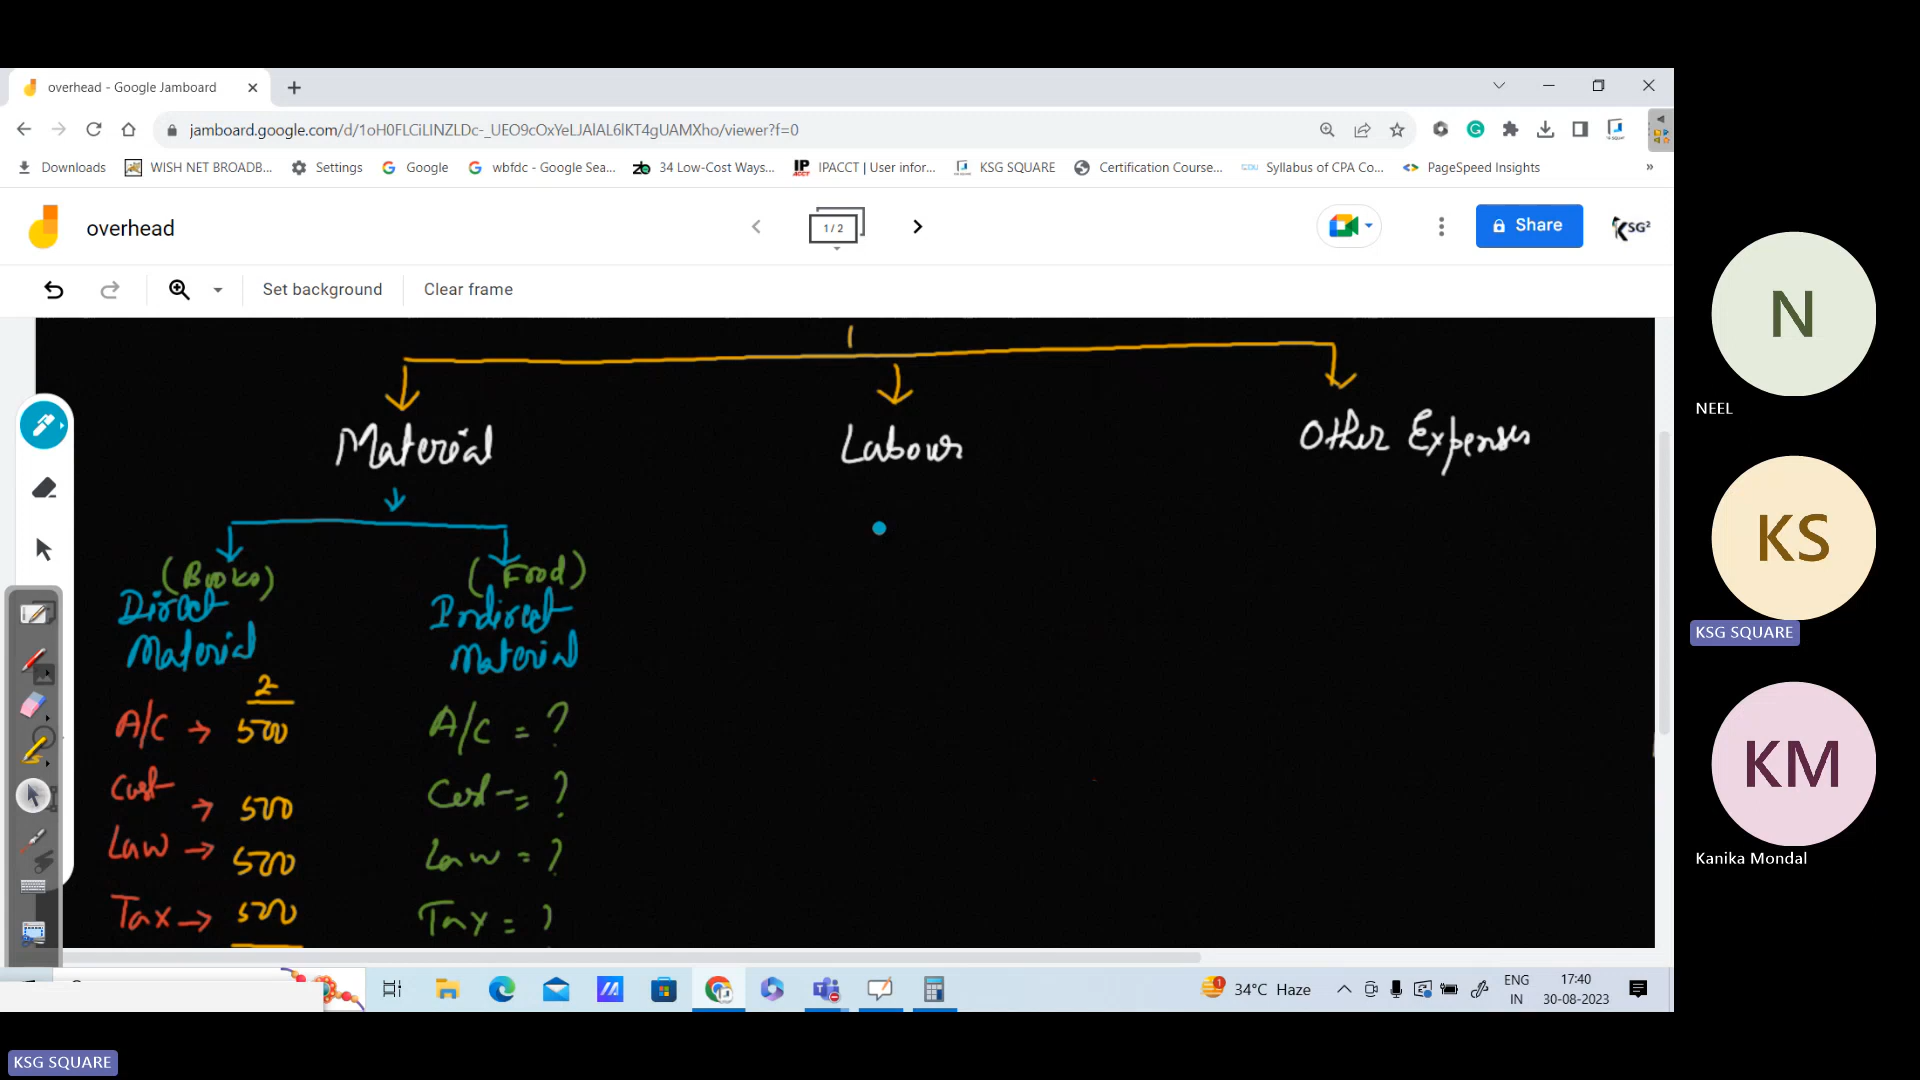 overhead - Google Jamboard
jamboard.google.com/d/1oH0FLCiLINZLDc-_UEO9cOxYeLJAlAL6lKT4gUAMXho/viewer?f=0
Downloads WISH NET BROADB... Settings Google wbfdc - Google Sea... 34 Low-Cost Ways... IPACCT | User infor... KSG SQUARE Certification Course... Syllabus of CPA Co... PageSpeed Insights »
overhead 1 / 2 Share KSG²
Set background Clear frame
Material Labour Other Expenses
(Books) (Food)
Direct Indirect
Material Material
2
A/C → 500 A/C = ?
Cost → 500 Cost = ?
Law → 500 Law = ?
Tax → 500 Tax = ?
N
NEEL
KS
KSG SQUARE
KM
Kanika Mondal
34°C Haze ENG 17:40
IN 30-08-2023
KSG SQUARE